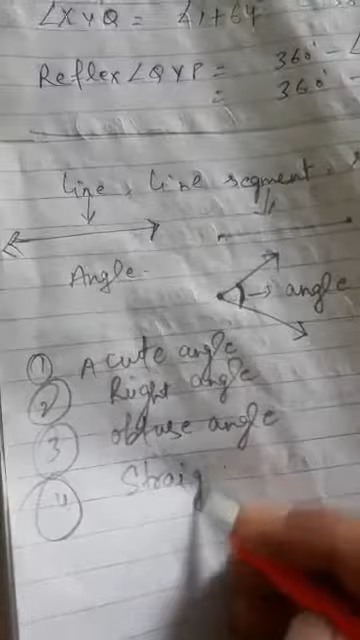 ∠XYQ = 41 + 64
Reflex ∠QYP = 360° - ∠
= 360°
line, line segment,
Angle
→ angle
① Acute angle
② Right angle
③ obtuse angle
④ Straig